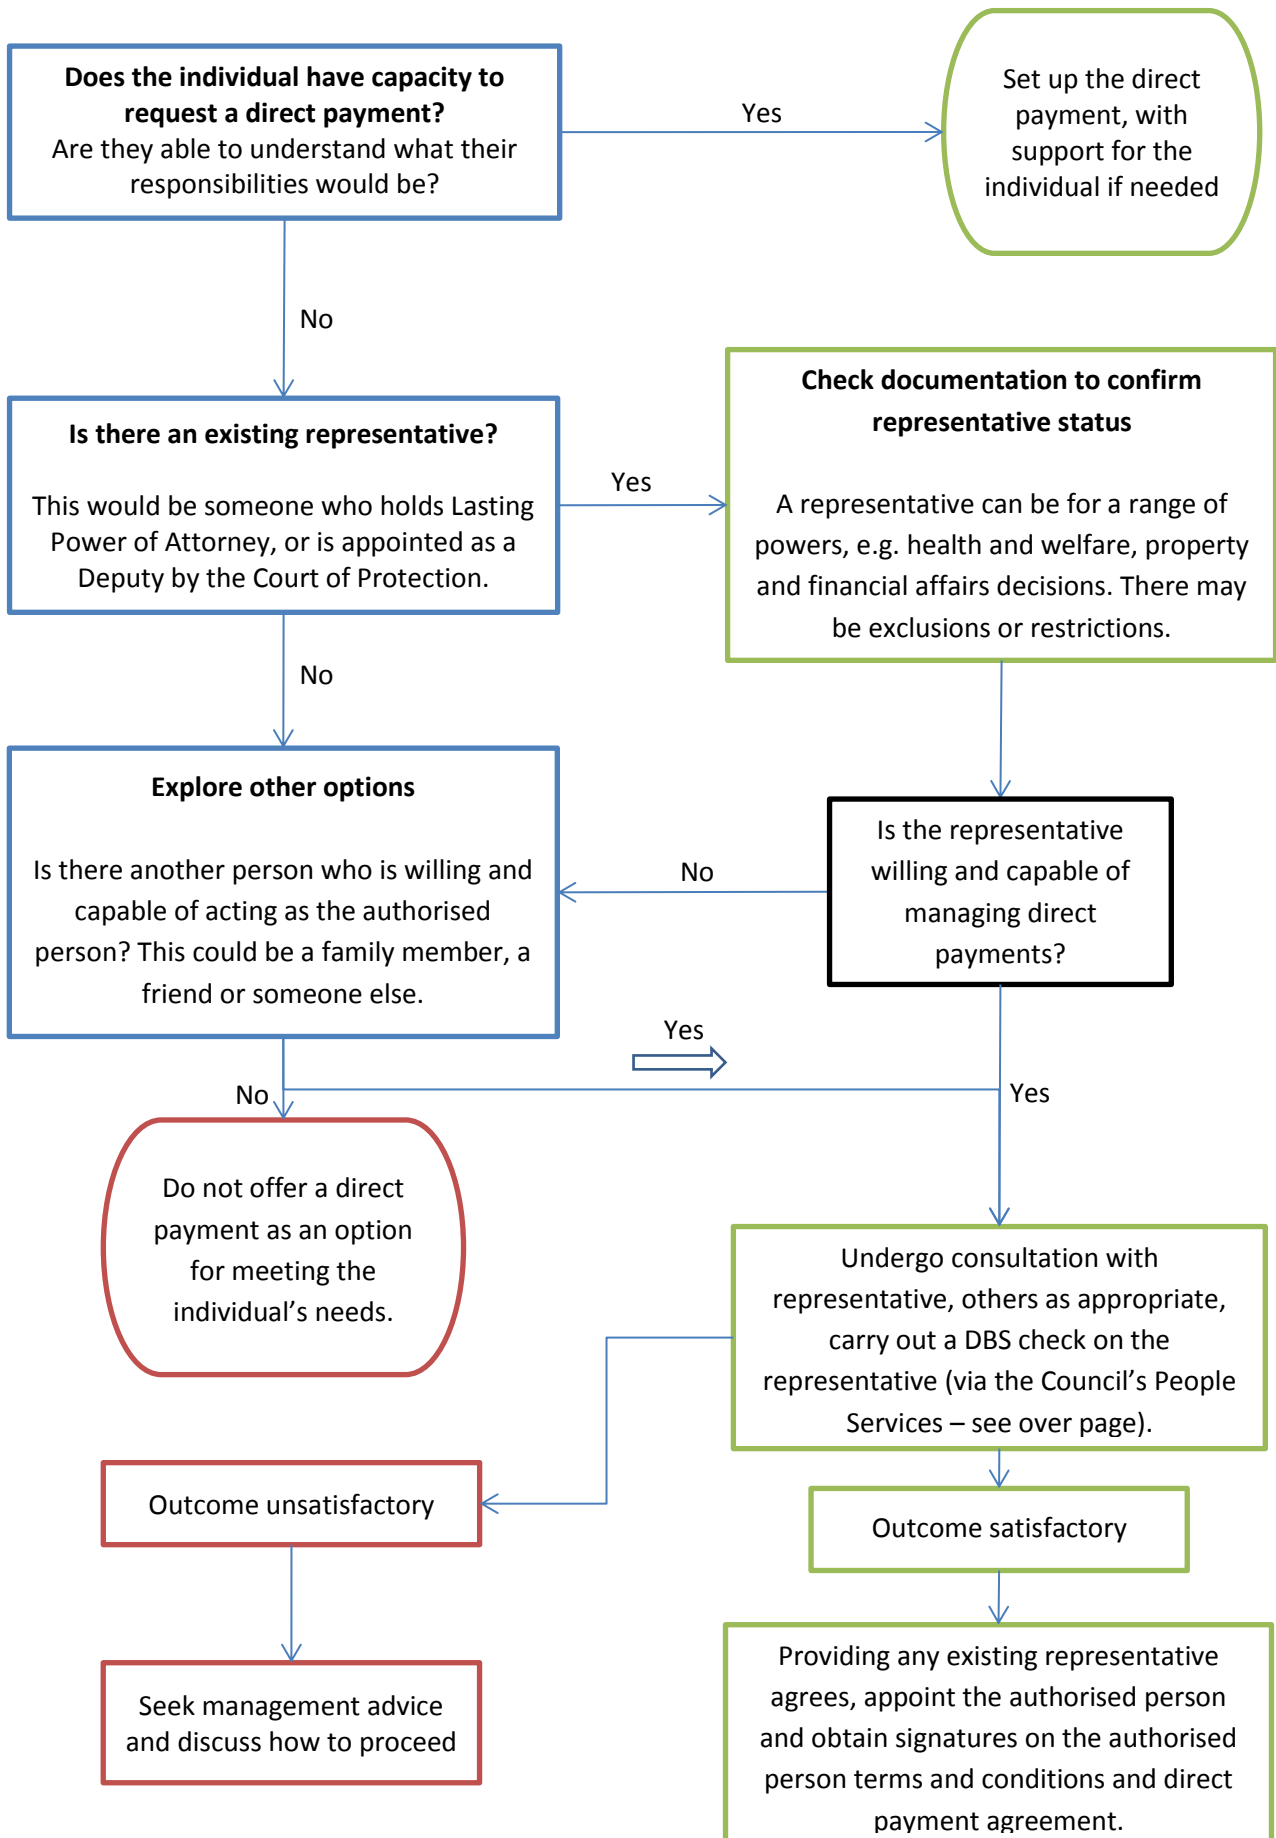 Does the individual have capacity to
request a direct payment?
Are they able to understand what their
responsibilities would be?
Yes
Set up the direct
payment, with
support for the
individual if needed
No
Is there an existing representative?
This would be someone who holds Lasting
Power of Attorney, or is appointed as a
Deputy by the Court of Protection.
Yes
Check documentation to confirm
representative status
A representative can be for a range of
powers, e.g. health and welfare, property
and financial affairs decisions. There may
be exclusions or restrictions.
No
Explore other options
Is there another person who is willing and
capable of acting as the authorised
person? This could be a family member, a
friend or someone else.
No
Is the representative
willing and capable of
managing direct
payments?
Yes
No
Yes
Do not offer a direct
payment as an option
for meeting the
individual’s needs.
Undergo consultation with
representative, others as appropriate,
carry out a DBS check on the
representative (via the Council’s People
Services – see over page).
Outcome unsatisfactory
Outcome satisfactory
Seek management advice
and discuss how to proceed
Providing any existing representative
agrees, appoint the authorised person
and obtain signatures on the authorised
person terms and conditions and direct
payment agreement.